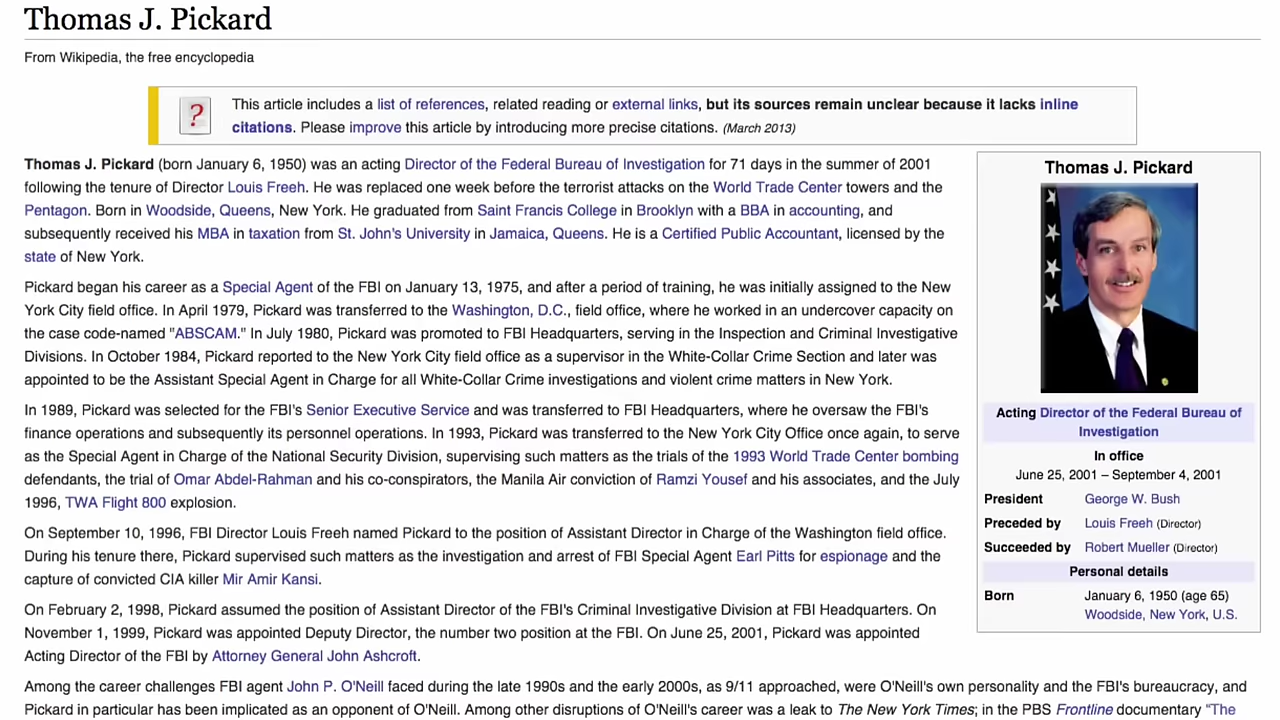 Thomas J. Pickard
From Wikipedia, the free encyclopedia
?
This article includes a list of references, related reading or external links, but its sources remain unclear because it lacks inline
citations. Please improve this article by introducing more precise citations. (March 2013)
Thomas J. Pickard (born January 6, 1950) was an acting Director of the Federal Bureau of Investigation for 71 days in the summer of 2001
following the tenure of Director Louis Freeh. He was replaced one week before the terrorist attacks on the World Trade Center towers and the
Pentagon. Born in Woodside, Queens, New York. He graduated from Saint Francis College in Brooklyn with a BBA in accounting, and
subsequently received his MBA in taxation from St. John's University in Jamaica, Queens. He is a Certified Public Accountant, licensed by the
state of New York.
Pickard began his career as a Special Agent of the FBI on January 13, 1975, and after a period of training, he was initially assigned to the New
York City field office. In April 1979, Pickard was transferred to the Washington, D.C., field office, where he worked in an undercover capacity on
the case code-named "ABSCAM." In July 1980, Pickard was promoted to FBI Headquarters, serving in the Inspection and Criminal Investigative
Divisions. In October 1984, Pickard reported to the New York City field office as a supervisor in the White-Collar Crime Section and later was
appointed to be the Assistant Special Agent in Charge for all White-Collar Crime investigations and violent crime matters in New York.
In 1989, Pickard was selected for the FBI's Senior Executive Service and was transferred to FBI Headquarters, where he oversaw the FBI's
finance operations and subsequently its personnel operations. In 1993, Pickard was transferred to the New York City Office once again, to serve
as the Special Agent in Charge of the National Security Division, supervising such matters as the trials of the 1993 World Trade Center bombing
defendants, the trial of Omar Abdel-Rahman and his co-conspirators, the Manila Air conviction of Ramzi Yousef and his associates, and the July
1996, TWA Flight 800 explosion.
On September 10, 1996, FBI Director Louis Freeh named Pickard to the position of Assistant Director in Charge of the Washington field office.
During his tenure there, Pickard supervised such matters as the investigation and arrest of FBI Special Agent Earl Pitts for espionage and the
capture of convicted CIA killer Mir Amir Kansi.
On February 2, 1998, Pickard assumed the position of Assistant Director of the FBI's Criminal Investigative Division at FBI Headquarters. On
November 1, 1999, Pickard was appointed Deputy Director, the number two position at the FBI. On June 25, 2001, Pickard was appointed
Acting Director of the FBI by Attorney General John Ashcroft.
Among the career challenges FBI agent John P. O'Neill faced during the late 1990s and the early 2000s, as 9/11 approached, were O'Neill's own personality and the FBI's bureaucracy, and
Pickard in particular has been implicated as an opponent of O'Neill. Among other disruptions of O'Neill's career was a leak to The New York Times; in the PBS Frontline documentary "The
Thomas J. Pickard
Acting Director of the Federal Bureau of
Investigation
In office
June 25, 2001 – September 4, 2001
President George W. Bush
Preceded by Louis Freeh (Director)
Succeeded by Robert Mueller (Director)
Personal details
Born January 6, 1950 (age 65)
Woodside, New York, U.S.